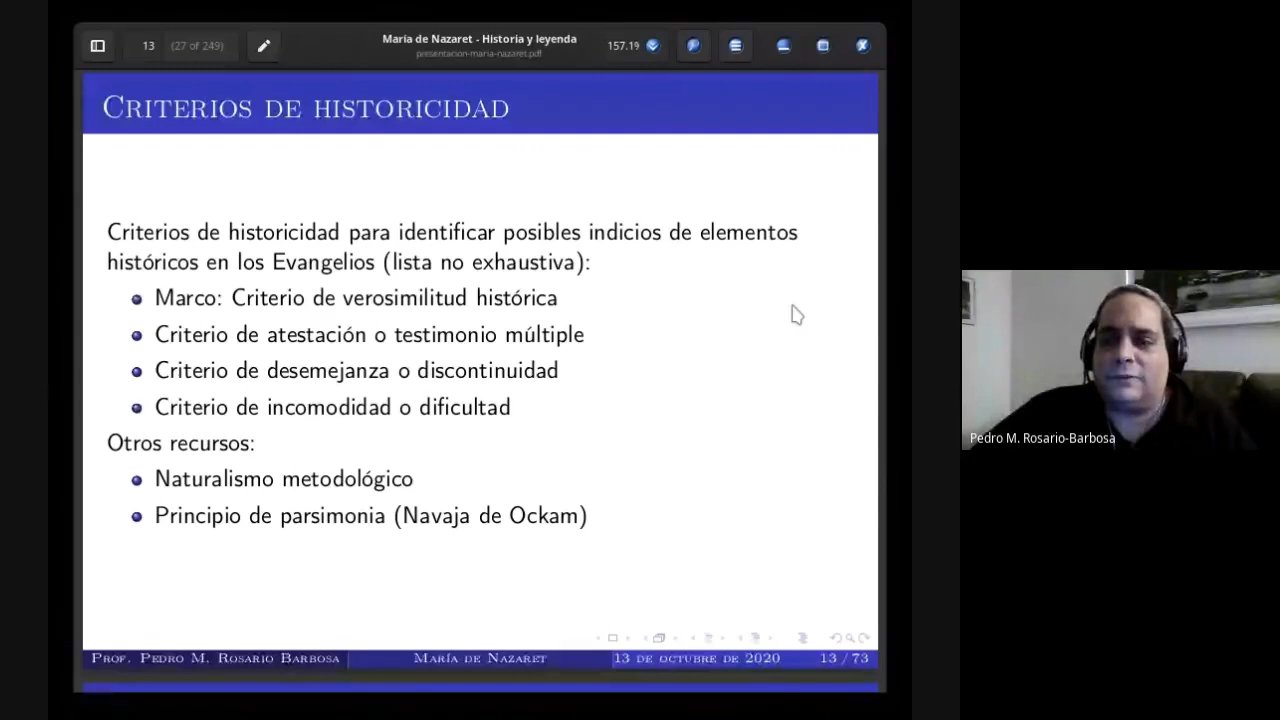 13
(27 of 249)
María de Nazaret - Historia y leyenda
presentacion-maria-nazaret.pdf
157.19
CRITERIOS DE HISTORICIDAD
Criterios de historicidad para identificar posibles indicios de elementos
históricos en los Evangelios (lista no exhaustiva):
Marco: Criterio de verosimilitud histórica
Criterio de atestación o testimonio múltiple
Criterio de desemejanza o discontinuidad
Criterio de incomodidad o dificultad
Otros recursos:
Naturalismo metodológico
Principio de parsimonia (Navaja de Ockam)
PROF. PEDRO M. ROSARIO BARBOSA
MARÍA DE NAZARET
13 DE OCTUBRE DE 2020
13 / 73
Pedro M. Rosario-Barbosa